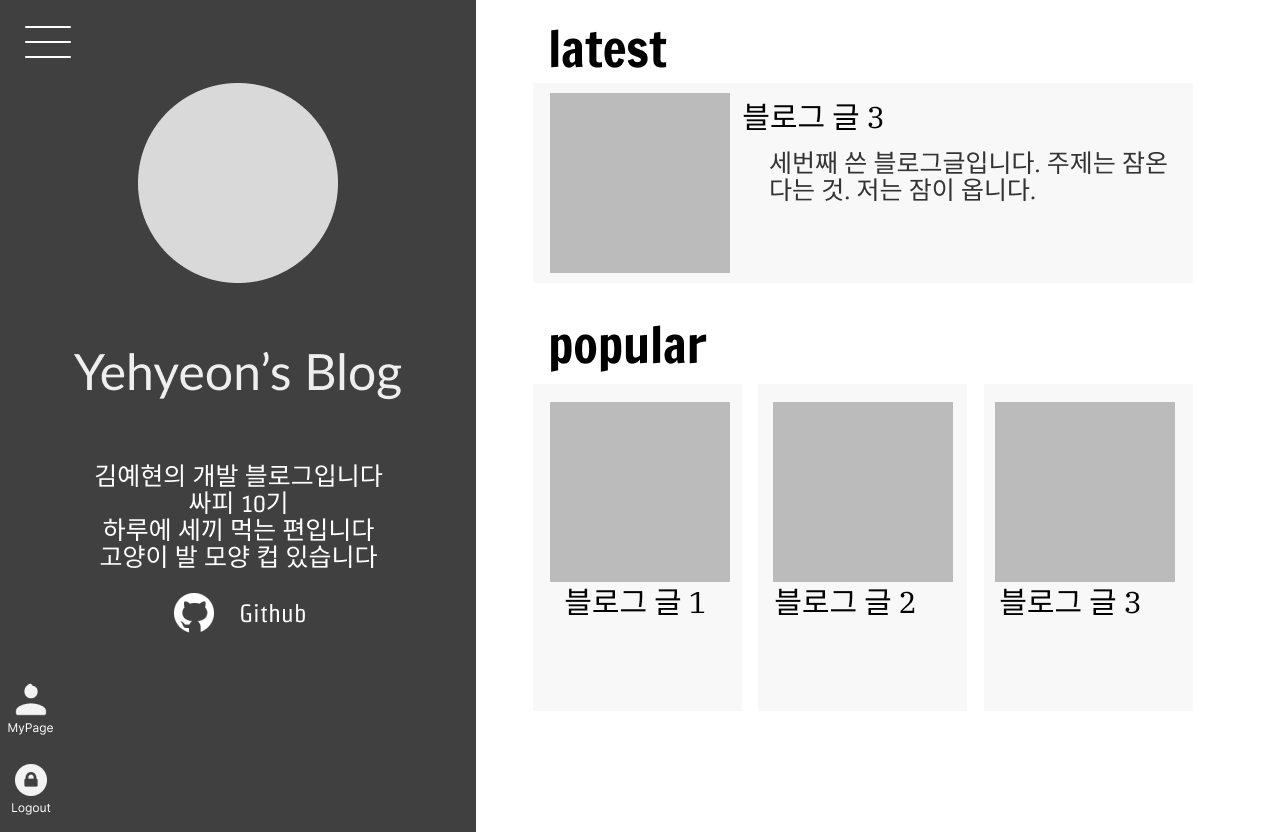 Yehyeon’s Blog
김예현의 개발 블로그입니다
싸피 10기
하루에 세끼 먹는 편입니다
고양이 발 모양 컵 있습니다
Github
MyPage
Logout
latest
블로그 글 3
세번째 쓴 블로그글입니다. 주제는 잠온
다는 것. 저는 잠이 옵니다.
popular
블로그 글 1
블로그 글 2
블로그 글 3